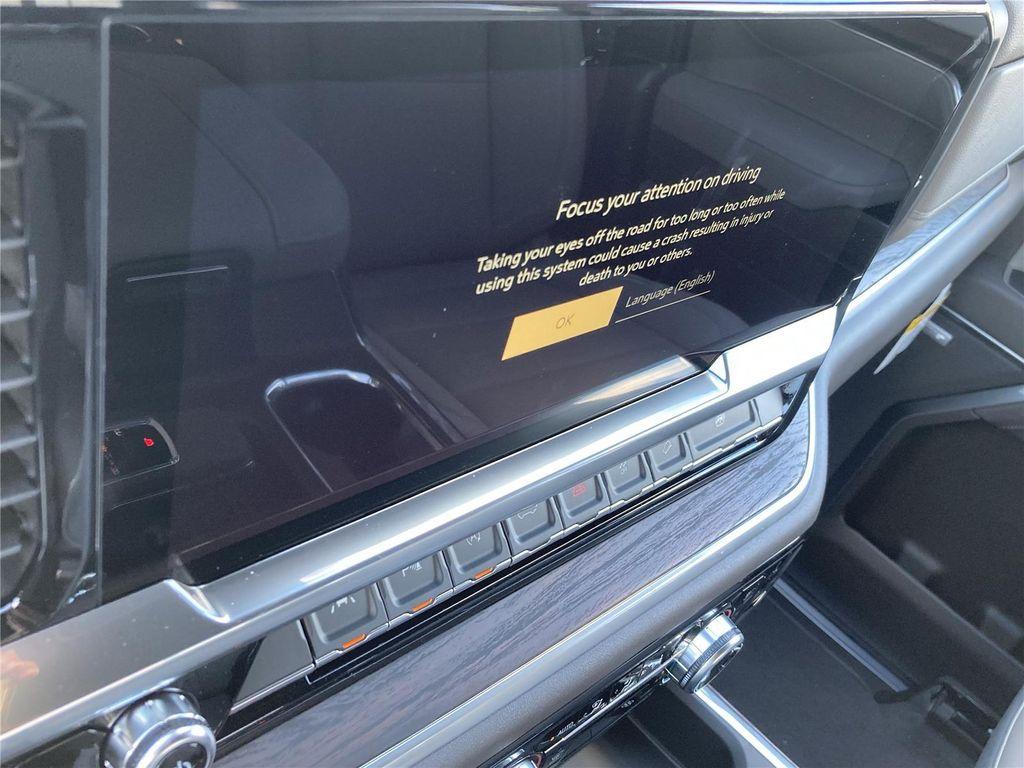 Focus your attention on driving
Taking your eyes off the road for too long or too often while
using this system could cause a crash resulting in injury or
death to you or others.
OK
Language (English)
AUTO